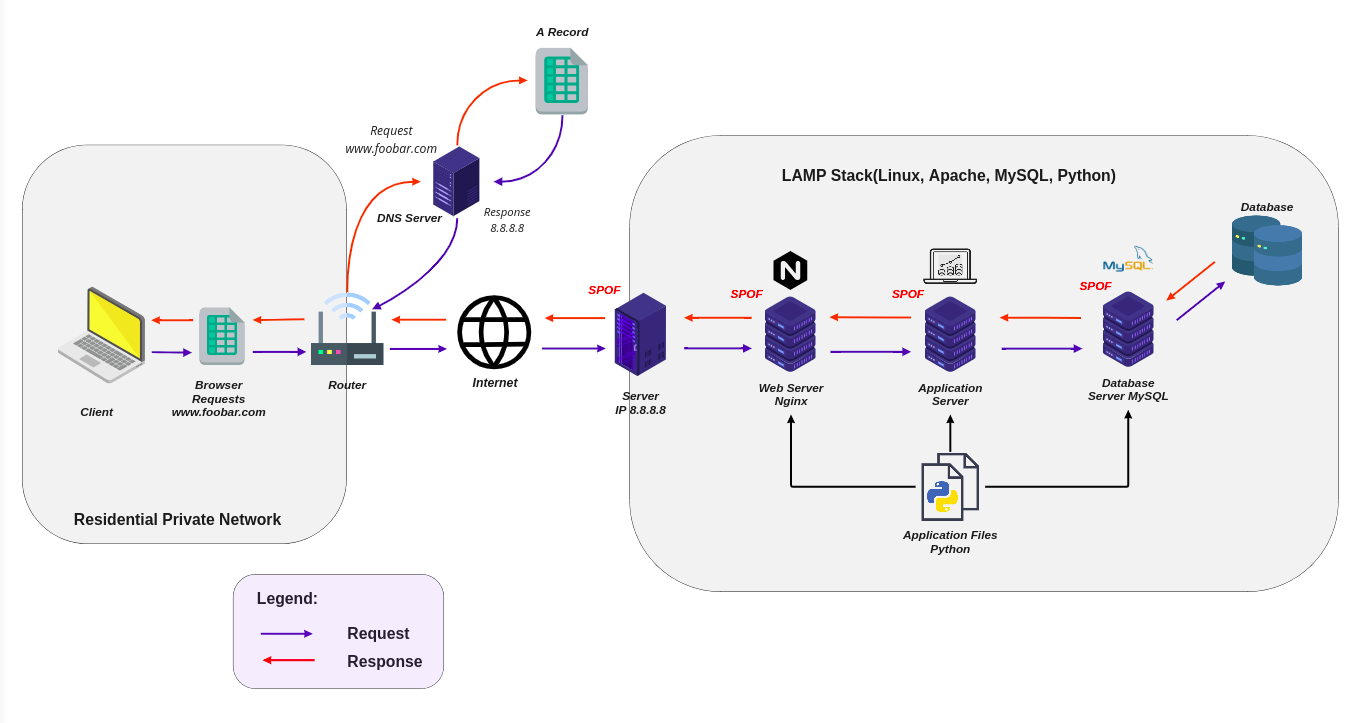 A Record
Request
www.foobar.com
DNS Server
Response
8.8.8.8
LAMP Stack(Linux, Apache, MySQL, Python)
Database
MySQL
SPOF
SPOF
SPOF
SPOF
N
Client
Browser
Requests
www.foobar.com
Router
Internet
Server
IP 8.8.8.8
Web Server
Nginx
Application
Server
Database
Server MySQL
Application Files
Python
Residential Private Network
Legend:
Request
Response